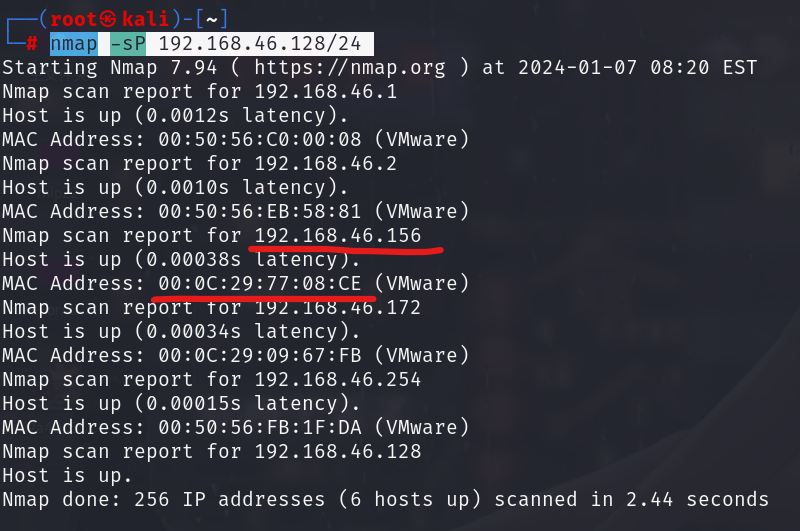 ┌──(root㉿kali)-[~]
└─# nmap -sP 192.168.46.128/24
Starting Nmap 7.94 ( https://nmap.org ) at 2024-01-07 08:20 EST
Nmap scan report for 192.168.46.1
Host is up (0.0012s latency).
MAC Address: 00:50:56:C0:00:08 (VMware)
Nmap scan report for 192.168.46.2
Host is up (0.0010s latency).
MAC Address: 00:50:56:EB:58:81 (VMware)
Nmap scan report for 192.168.46.156
Host is up (0.00038s latency).
MAC Address: 00:0C:29:77:08:CE (VMware)
Nmap scan report for 192.168.46.172
Host is up (0.00034s latency).
MAC Address: 00:0C:29:09:67:FB (VMware)
Nmap scan report for 192.168.46.254
Host is up (0.00015s latency).
MAC Address: 00:50:56:FB:1F:DA (VMware)
Nmap scan report for 192.168.46.128
Host is up.
Nmap done: 256 IP addresses (6 hosts up) scanned in 2.44 seconds